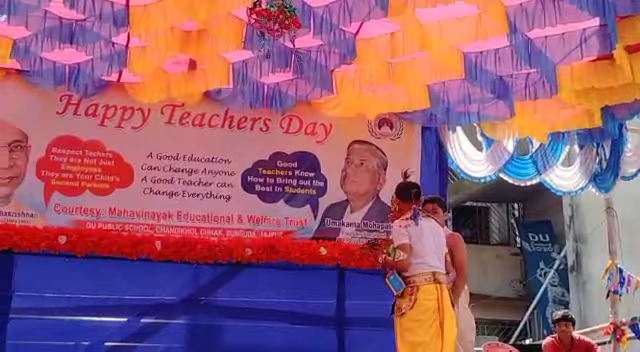 Happy Teachers Day
Respect Teachers
They are Not Just
Employees
They are Your Child's
Second Parents
A Good Education
Can Change Anyone
A Good Teacher can
Change Everything
Good
Teachers Know
How to Bring out the
Best in Students
Courtesy: Mahavinayak Educational & Welfare Trust
DU PUBLIC SCHOOL, CHANDIKHOL CHHAK,
DU